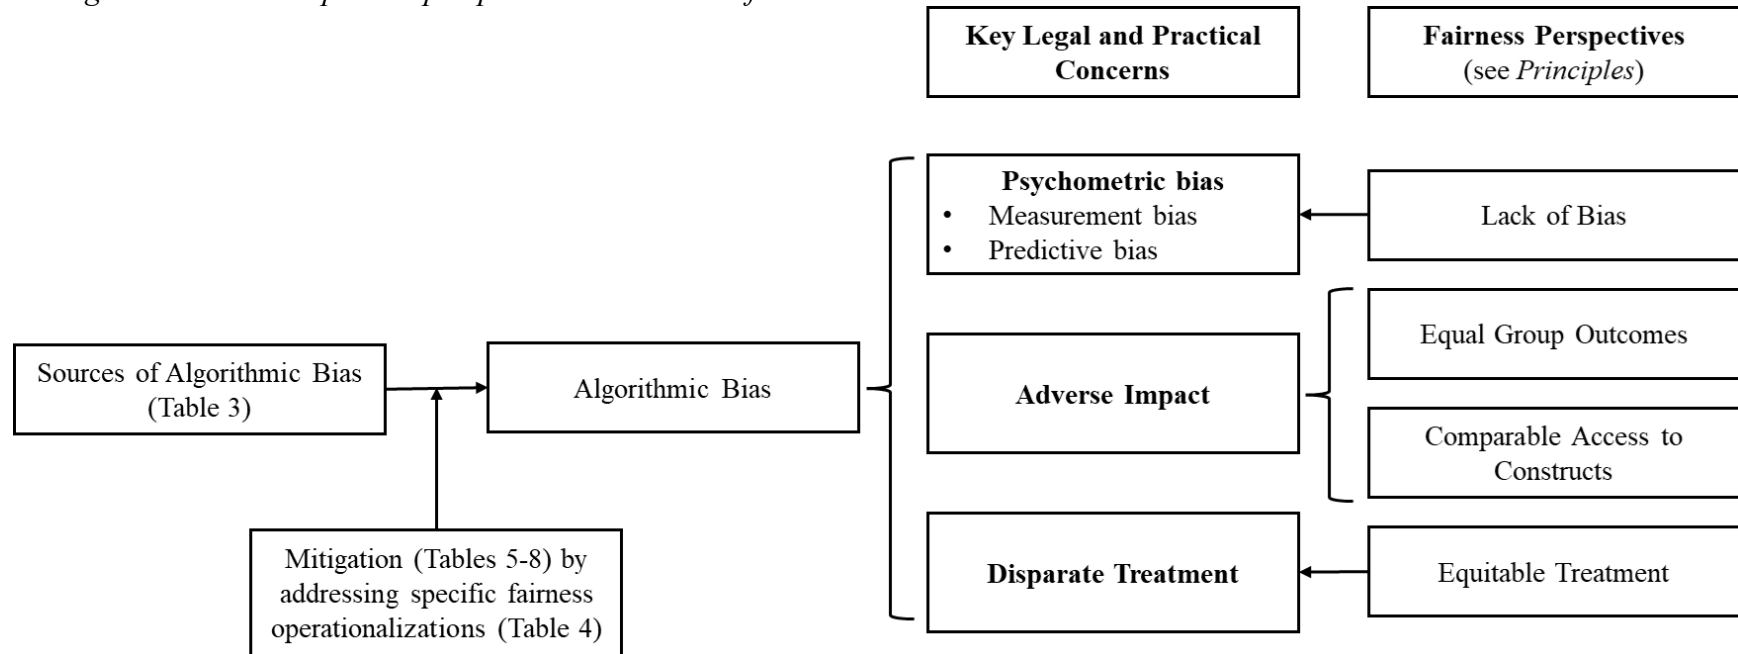 Key Legal and Practical
Concerns
Fairness Perspectives
(see Principles)
Psychometric bias
• Measurement bias
• Predictive bias
Lack of Bias
Equal Group Outcomes
Sources of Algorithmic Bias
(Table 3)
Algorithmic Bias
Adverse Impact
Comparable Access to
Constructs
Mitigation (Tables 5-8) by
addressing specific fairness
operationalizations (Table 4)
Disparate Treatment
Equitable Treatment